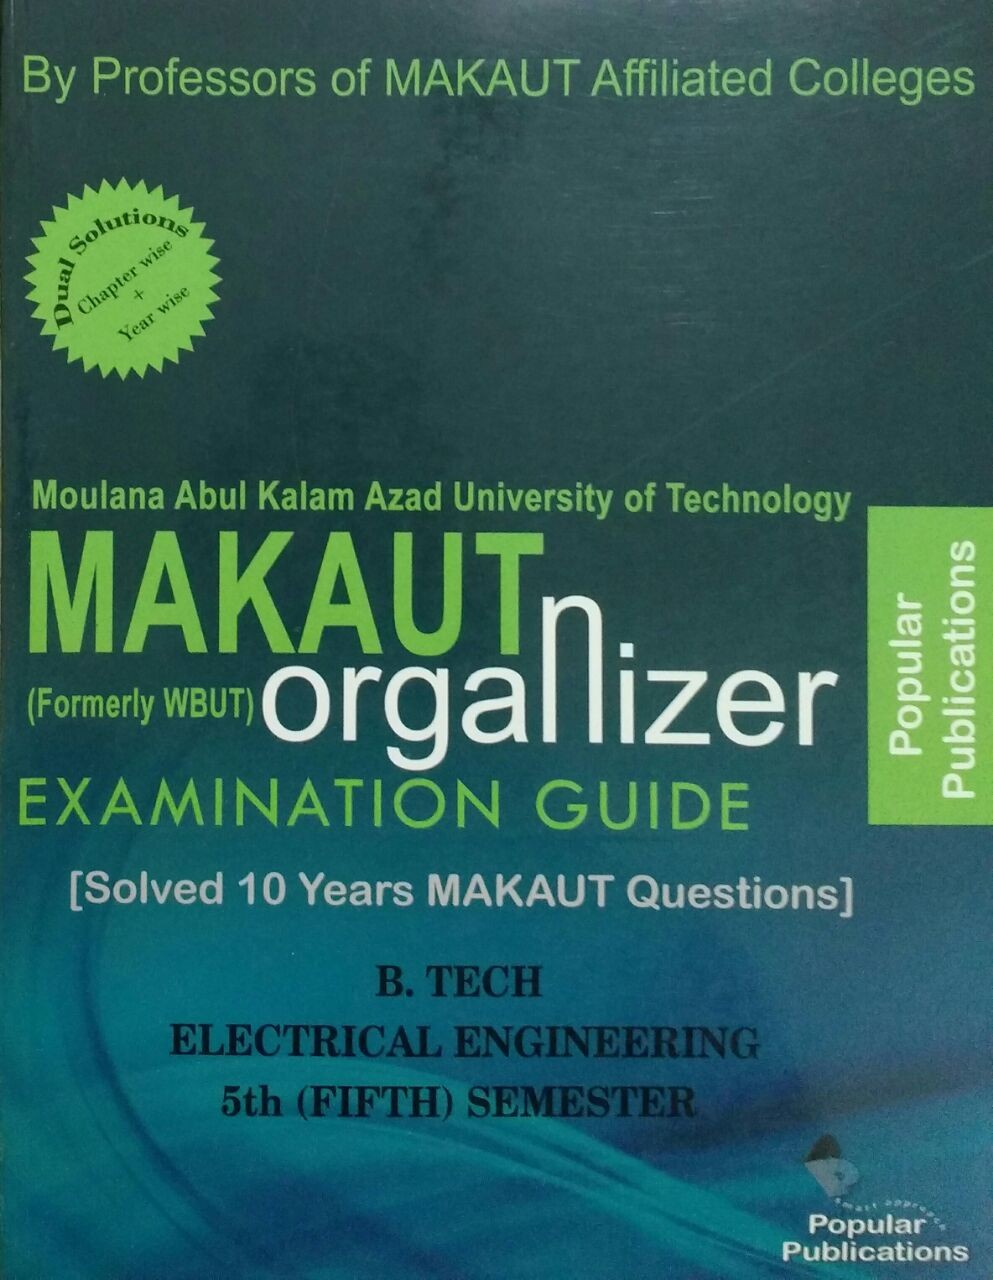 By Professors of MAKAUT Affiliated Colleges
Dual Solutions
Chapter wise
+
Year wise
Moulana Abul Kalam Azad University of Technology
MAKAUT
(Formerly WBUT)
organizer
Popular
Publications
EXAMINATION GUIDE
[Solved 10 Years MAKAUT Questions]
B. TECH
ELECTRICAL ENGINEERING
5th (FIFTH) SEMESTER
smart approach
Popular
Publications